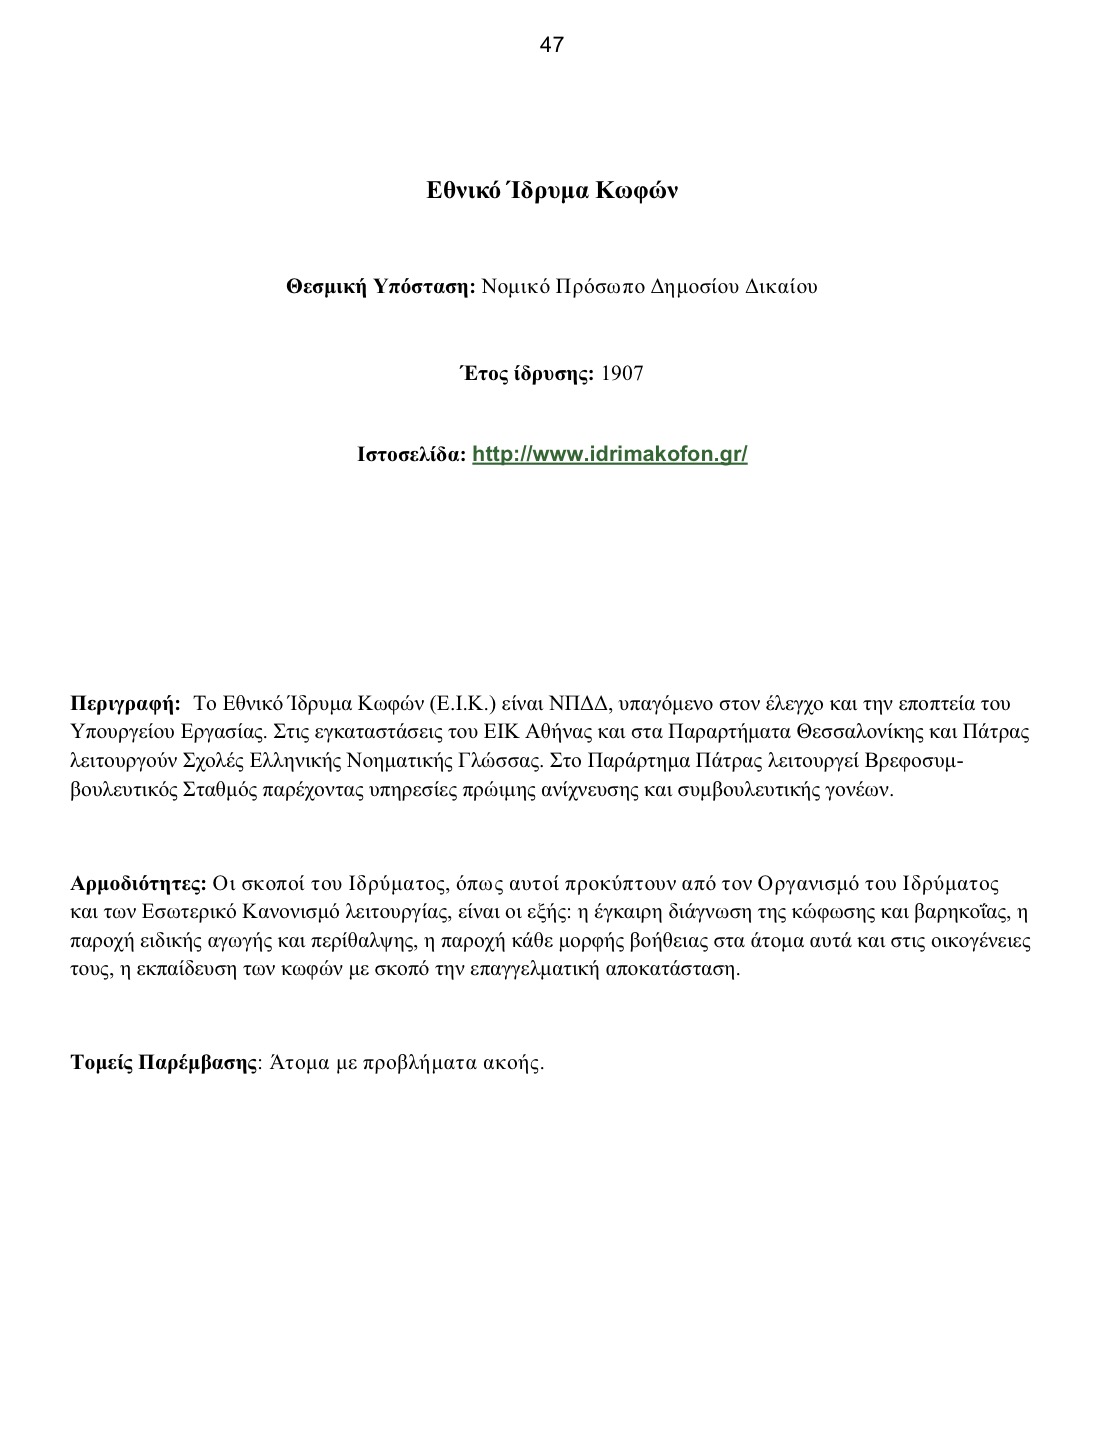 47
Εθνικό Ίδρυμα Κωφών
Θεσμική Υπόσταση: Νομικό Πρόσωπο Δημοσίου Δικαίου
Έτος ίδρυσης: 1907
Ιστοσελίδα: http://www.idrimakofon.gr/
Περιγραφή: Το Εθνικό Ίδρυμα Κωφών (Ε.Ι.Κ.) είναι ΝΠΔΔ, υπαγόμενο στον έλεγχο και την εποπτεία του
Υπουργείου Εργασίας. Στις εγκαταστάσεις του ΕΙΚ Αθήνας και στα Παραρτήματα Θεσσαλονίκης και Πάτρας
λειτουργούν Σχολές Ελληνικής Νοηματικής Γλώσσας. Στο Παράρτημα Πάτρας λειτουργεί Βρεφοσυμ-
βουλευτικός Σταθμός παρέχοντας υπηρεσίες πρώιμης ανίχνευσης και συμβουλευτικής γονέων.
Αρμοδιότητες: Οι σκοποί του Ιδρύματος, όπως αυτοί προκύπτουν από τον Οργανισμό του Ιδρύματος
και των Εσωτερικό Κανονισμό λειτουργίας, είναι οι εξής: η έγκαιρη διάγνωση της κώφωσης και βαρηκοΐας, η
παροχή ειδικής αγωγής και περίθαλψης, η παροχή κάθε μορφής βοήθειας στα άτομα αυτά και στις οικογένειες
τους, η εκπαίδευση των κωφών με σκοπό την επαγγελματική αποκατάσταση.
Τομείς Παρέμβασης: Άτομα με προβλήματα ακοής.